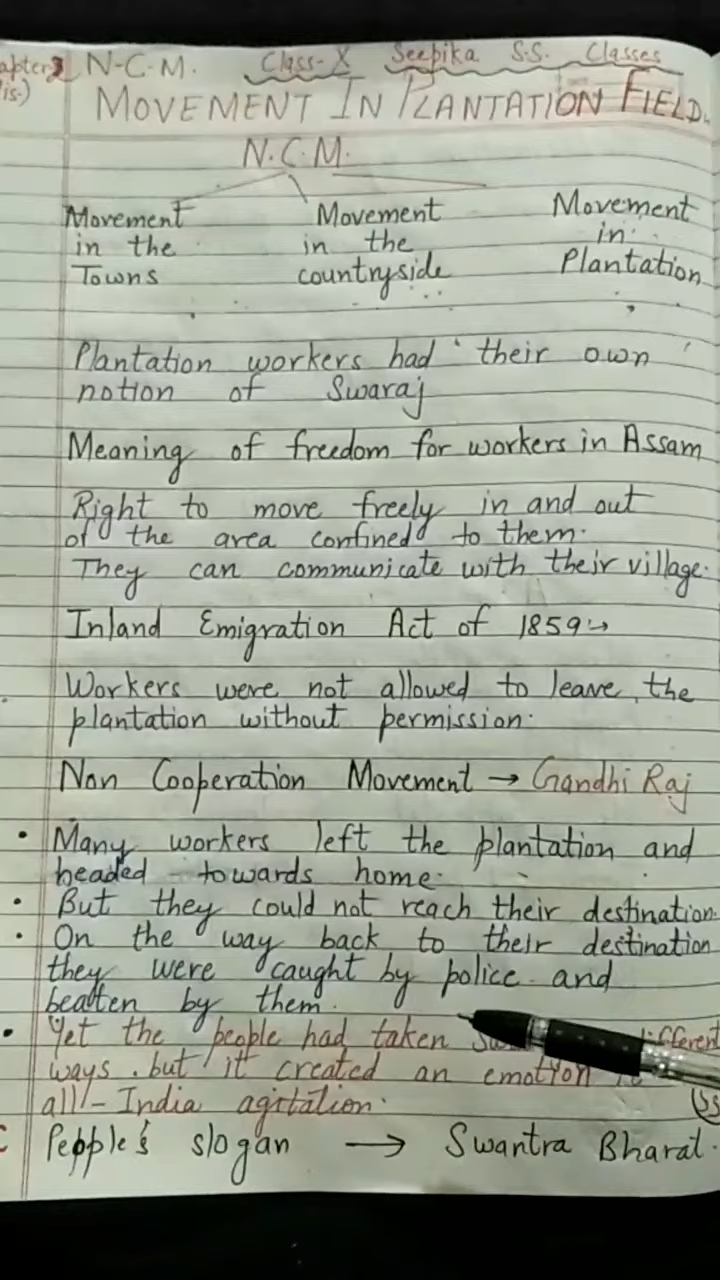 N-C-M. Class-X Seepika S.S. Classes
MOVEMENT IN PLANTATION FIELD.
N.C.M.
Movement in the Towns
Movement in the countryside
Movement in Plantation
Plantation workers had their own
notion of Swaraj
Meaning of freedom for workers in Assam
Right to move freely in and out
of the area confined to them.
They can communicate with their village.
Inland Emigration Act of 1859:→
Workers were not allowed to leave the
plantation without permission.
Non Cooperation Movement → Gandhi Raj
• Many workers left the plantation and
headed towards home.
• But they could not reach their destination.
• On the way back to their destination
they were caught by police and
beaten by them.
• Yet the people had taken different
ways. but it created an emotion
all-India agitation.
People's slogan → Swantra Bharat.